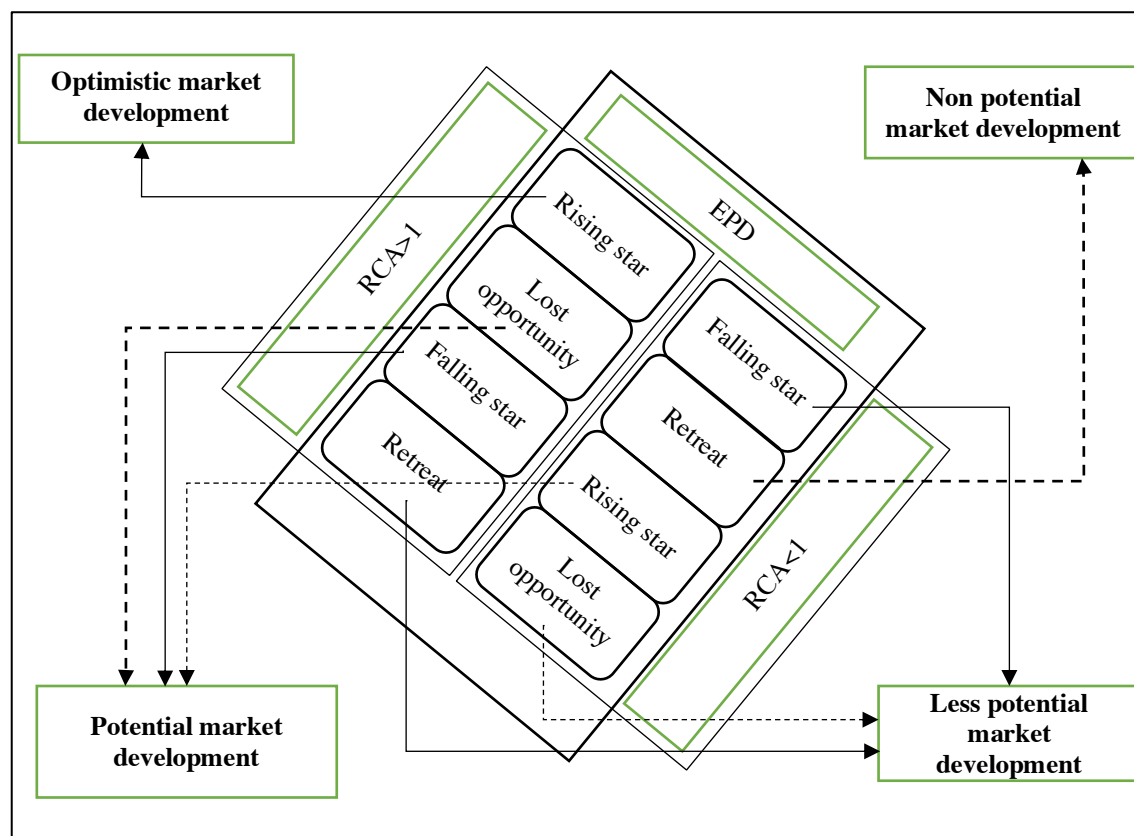 Optimistic market
development
Non potential
market development
EPD
RCA>1
Rising star
Lost
opportunity
Falling star
Retreat
Falling star
Retreat
Rising star
Lost
opportunity
RCA<1
Potential market
development
Less potential
market
development